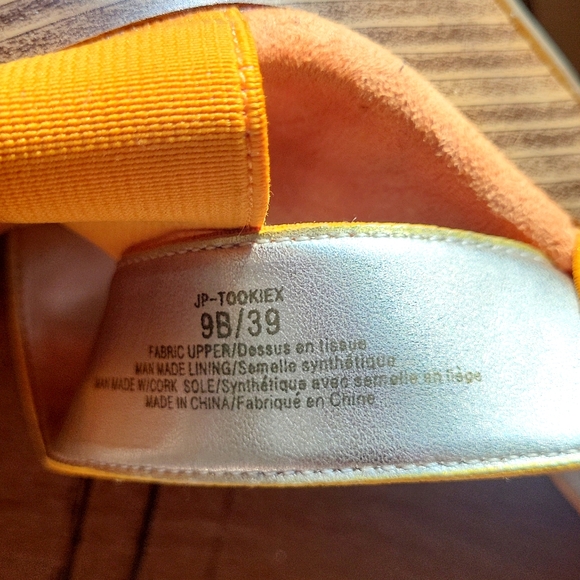 JP-TOOKIEX
9B/39
FABRIC UPPER/Dessus en tissue
MAN MADE LINING/Semelle synthétique
MAN MADE W/CORK SOLE/Synthétique avec semelle en liège
MADE IN CHINA/Fabriqué en Chine